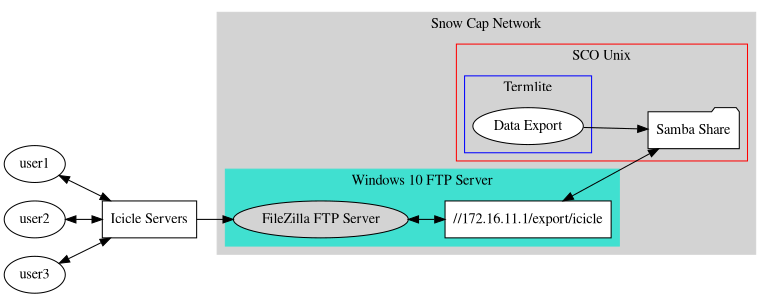 Snow Cap Network
SCO Unix
Termlite
Data Export
Samba Share
Windows 10 FTP Server
user1
user2
user3
Icicle Servers
FileZilla FTP Server
//172.16.11.1/export/icicle